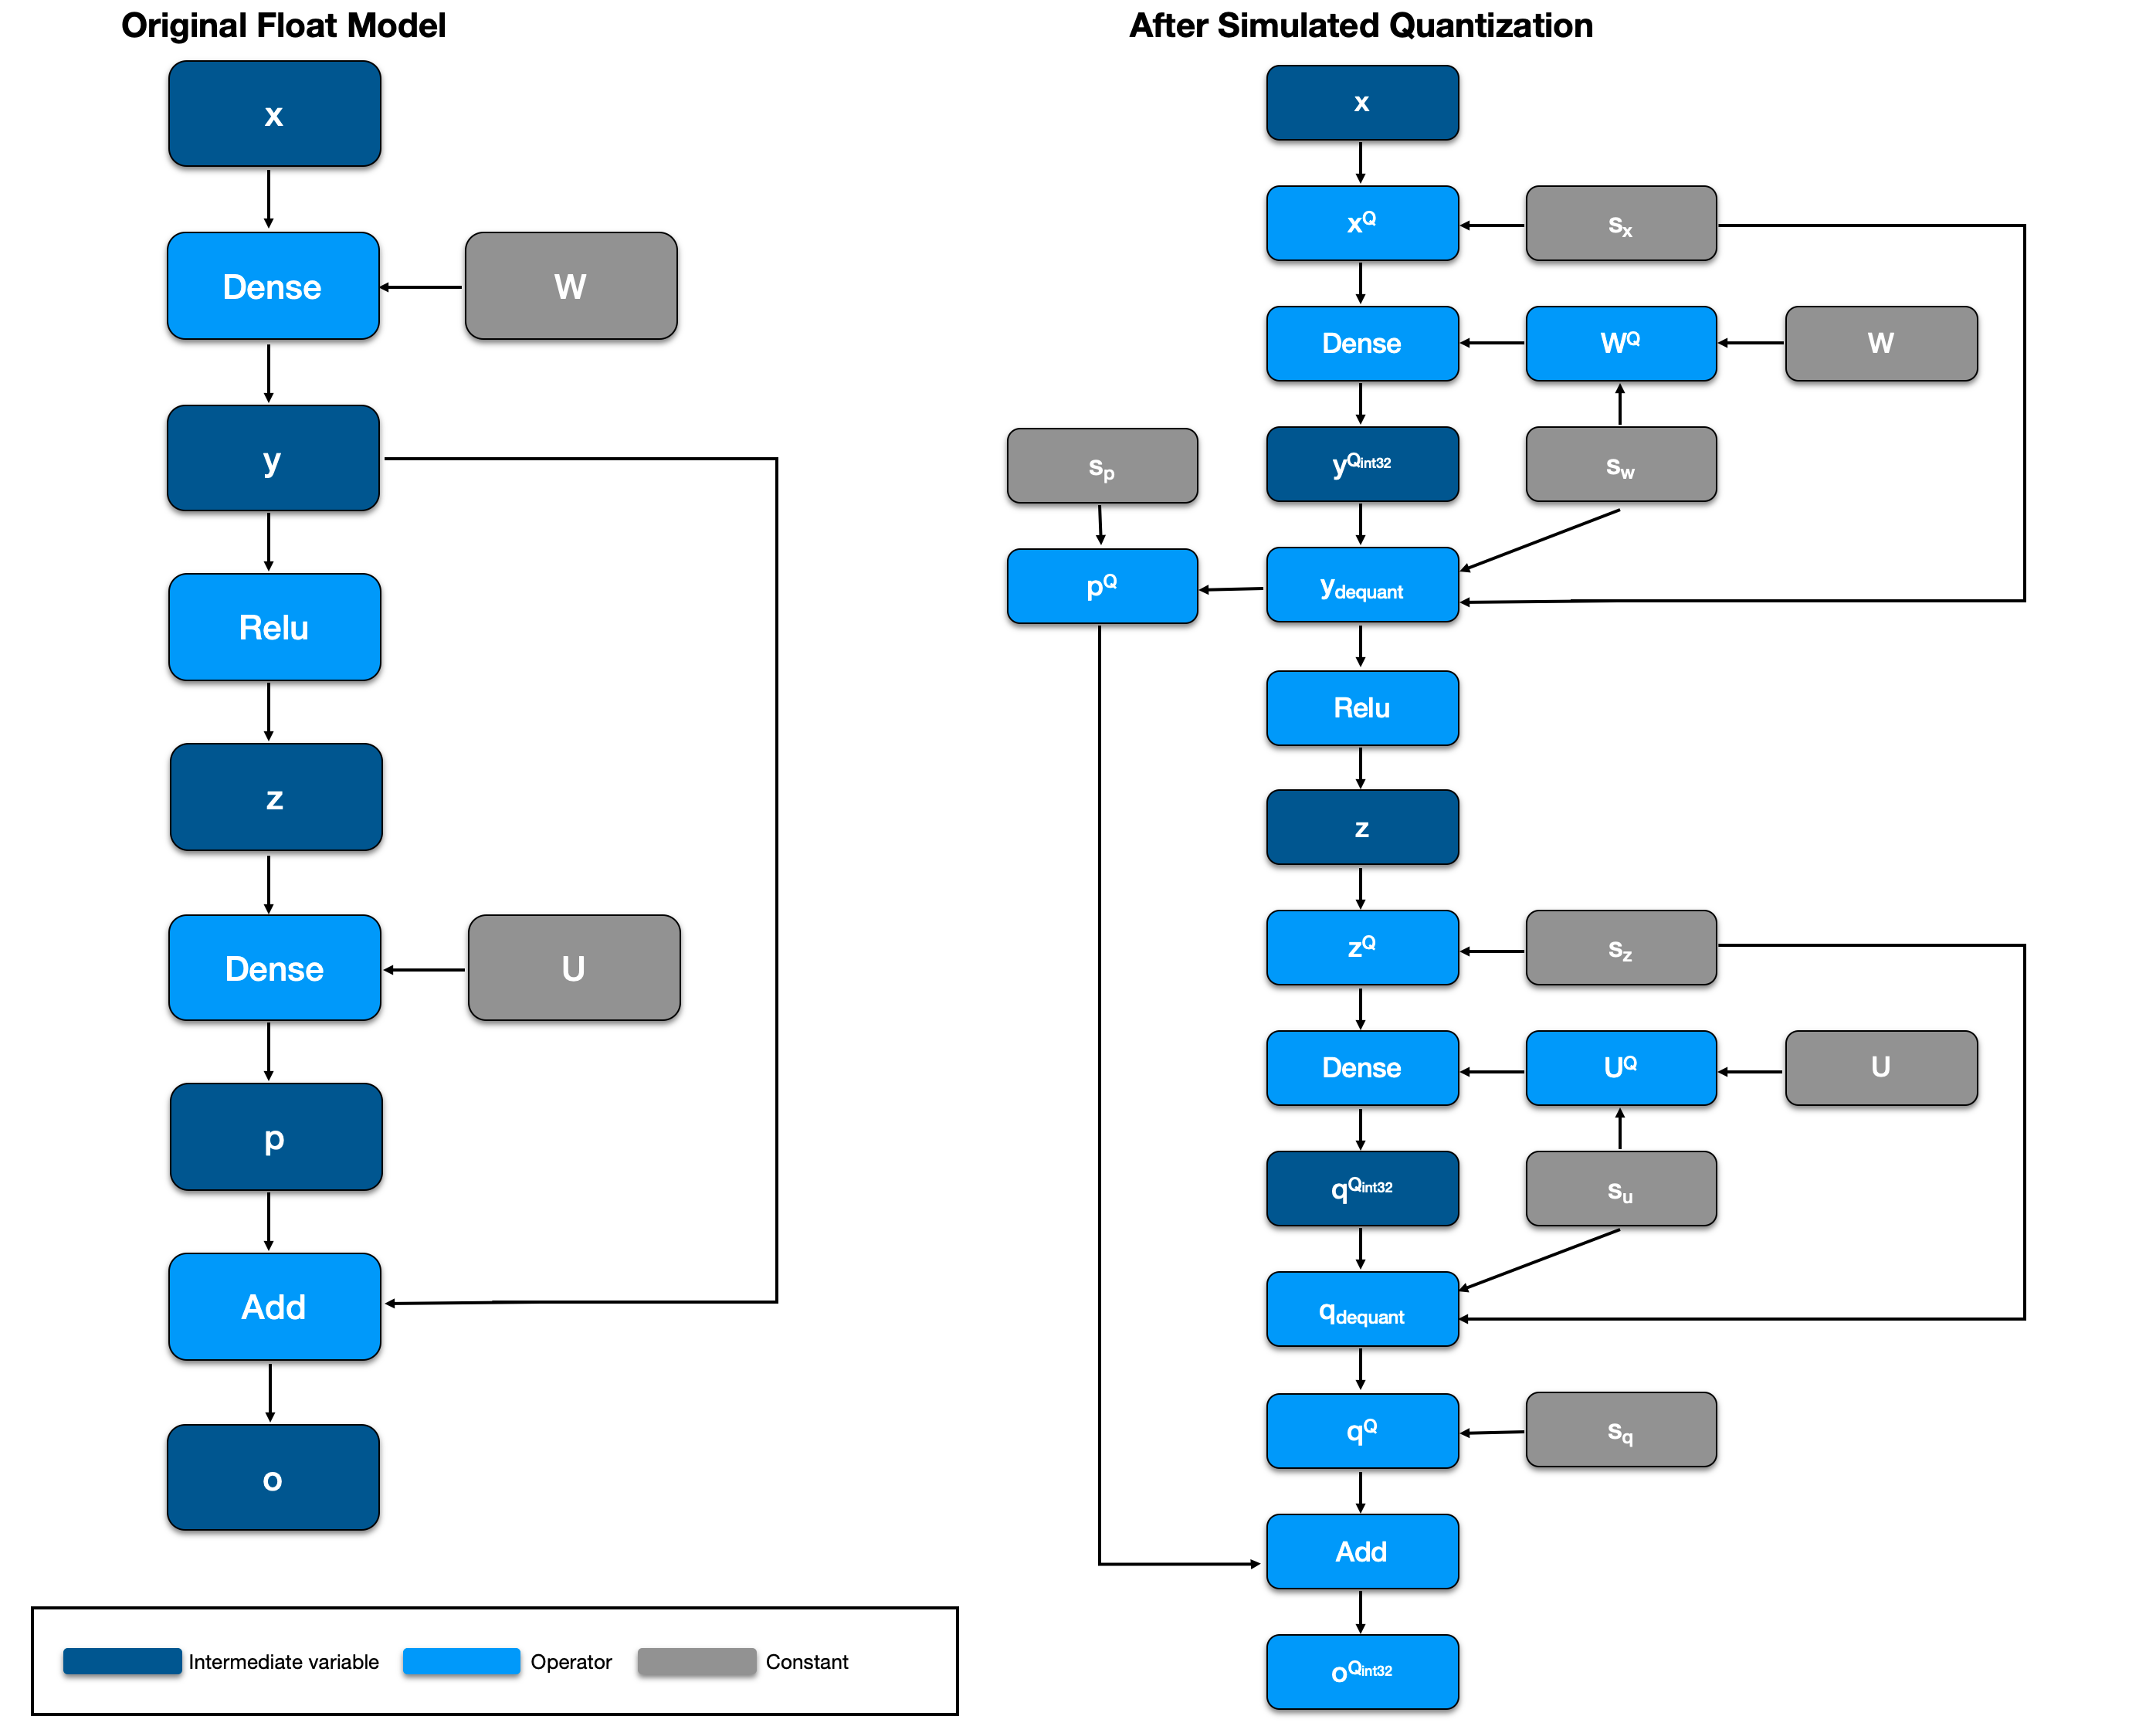 Original Float Model
x
Dense
W
y
Relu
z
Dense
U
p
Add
o
Intermediate variable
Operator
Constant
After Simulated Quantization
x
xQ
sx
Dense
WQ
W
sp
yQint32
sw
pQ
ydequant
Relu
z
zQ
sz
Dense
UQ
U
qQint32
su
qdequant
qQ
sq
Add
oQint32